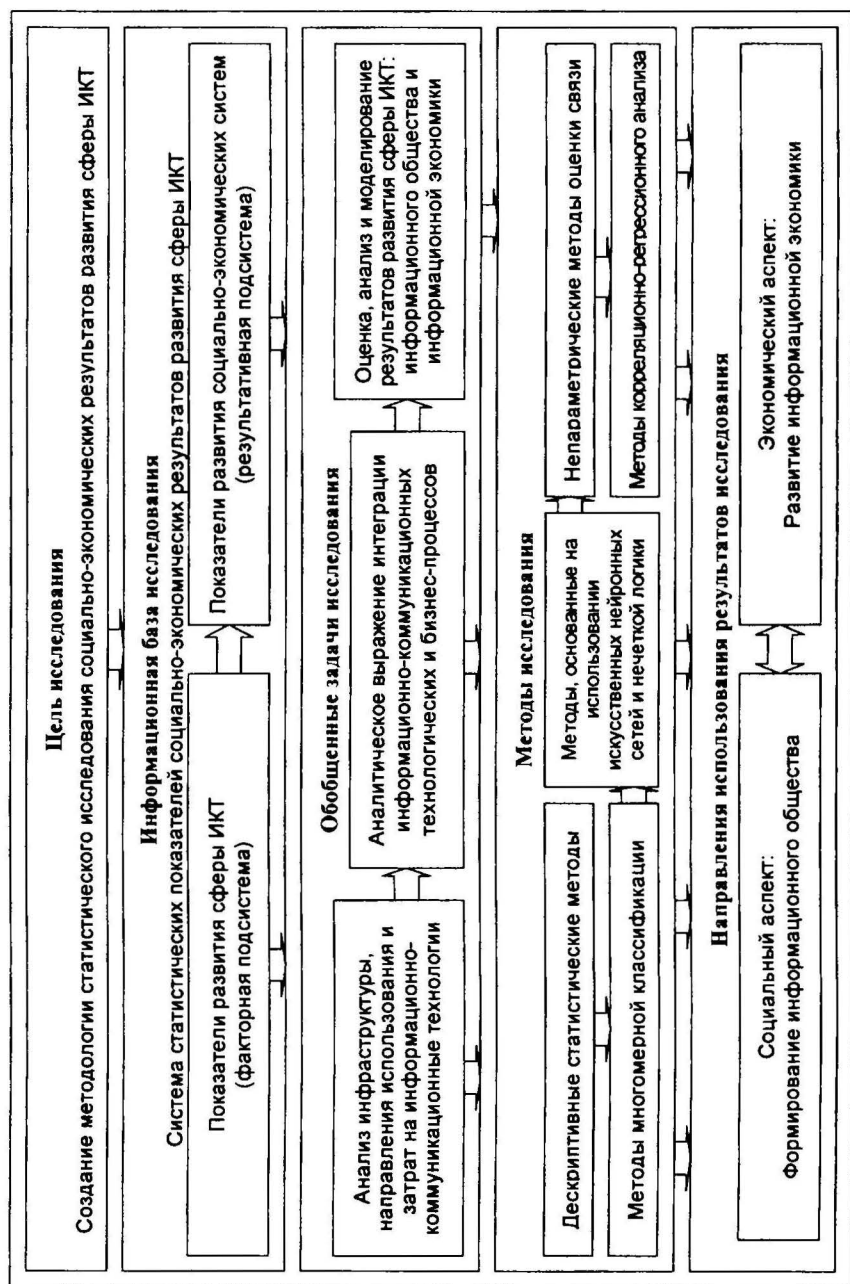 Цель исследования
Создание методологии статистического исследования социально-экономических результатов развития сферы ИКТ
Информационная база исследования
Система статистических показателей социально-экономических результатов развития сферы ИКТ
Показатели развития сферы ИКТ
(факторная подсистема)
Показатели развития социально-экономических систем
(результативная подсистема)
Обобщенные задачи исследования
Анализ инфраструктуры,
направления использования и
затрат на информационно-
коммуникационные технологии
Аналитическое выражение интеграции
информационно-коммуникационных
технологических и бизнес-процессов
Оценка, анализ и моделирование
результатов развития сферы ИКТ:
информационного общества и
информационной экономики
Методы исследования
Дескриптивные статистические методы
Методы многомерной классификации
Методы, основанные на
использовании
искусственных нейронных
сетей и нечеткой логики
Непараметрические методы оценки связи
Методы корреляционно-регрессионного анализа
Направления использования результатов исследования
Социальный аспект:
Формирование информационного общества
Экономический аспект:
Развитие информационной экономики